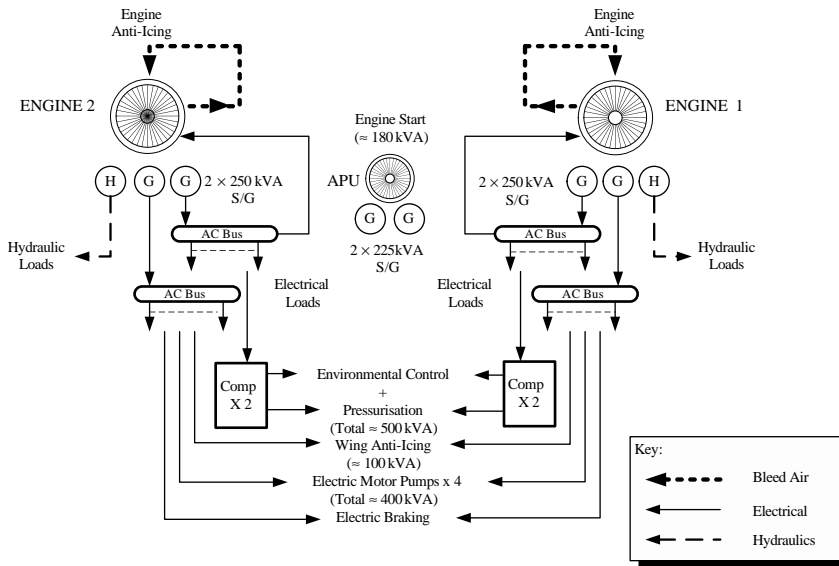 Engine
Anti-Icing
Engine
Anti-Icing
ENGINE 2
ENGINE 1
Engine Start
(≈ 180 kVA)
APU
H
G
G
2 × 250 kVA
S/G
G
G
2 × 225kVA
S/G
2 × 250 kVA
S/G
G
G
H
AC Bus
AC Bus
Hydraulic
Loads
Electrical
Loads
Electrical
Loads
Hydraulic
Loads
AC Bus
AC Bus
Comp
X 2
Comp
X 2
Environmental Control
+
Pressurisation
(Total ≈ 500 kVA)
Wing Anti-Icing
(≈ 100 kVA)
Electric Motor Pumps x 4
(Total ≈ 400 kVA)
Electric Braking
Key:
Bleed Air
Electrical
Hydraulics